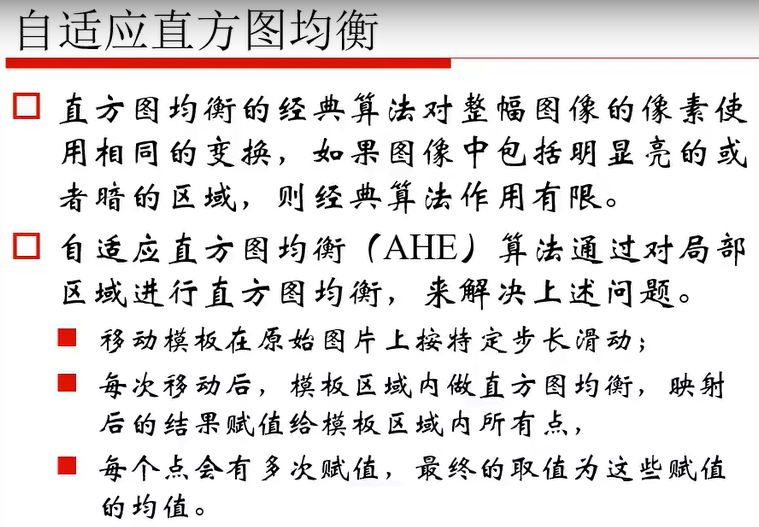 自适应直方图均衡
直方图均衡的经典算法对整幅图像的像素使
用相同的变换，如果图像中包括明显亮的或
者暗的区域，则经典算法作用有限。
自适应直方图均衡（AHE）算法通过对局部
区域进行直方图均衡，来解决上述问题。
移动模板在原始图片上按特定步长滑动；
每次移动后，模板区域内做直方图均衡，映射
后的结果赋值给模板区域内所有点，
每个点会有多次赋值，最终的取值为这些赋值
的均值。